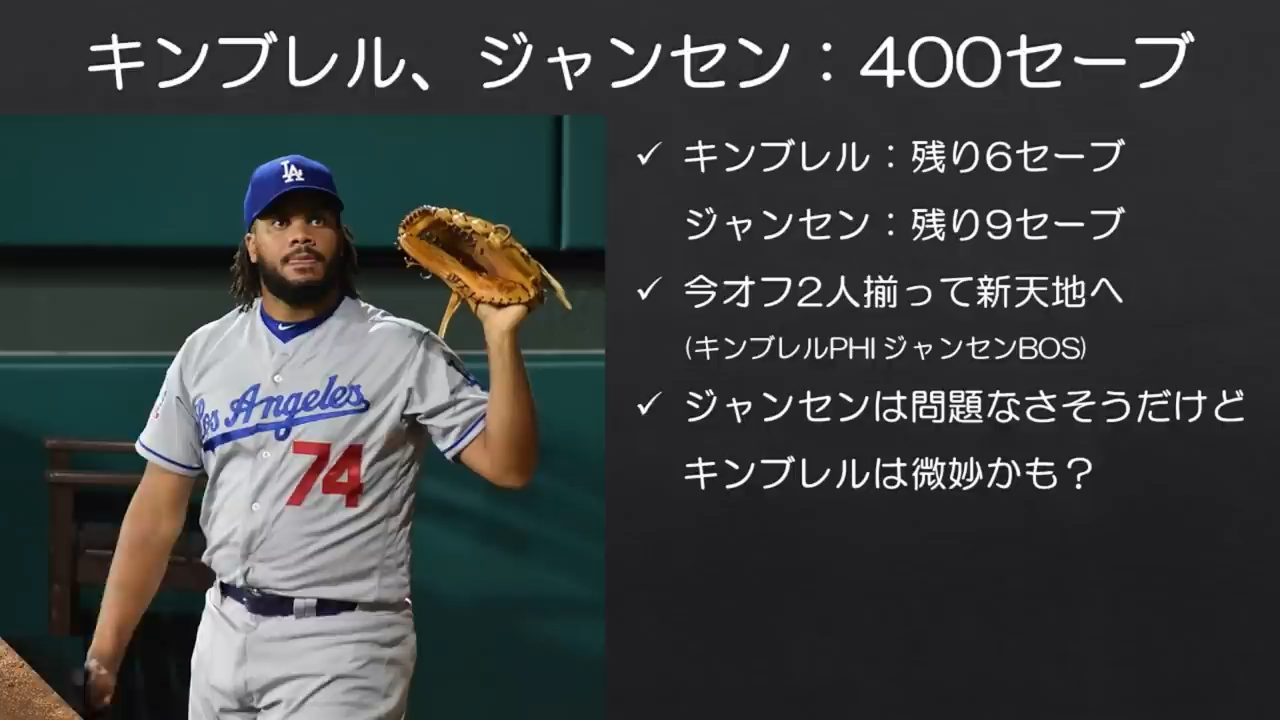 キンブレル、ジャンセン：400セーブ
✓ キンブレル：残り6セーブ
ジャンセン：残り9セーブ
✓ 今オフ2人揃って新天地へ
(キンブレルPHI ジャンセンBOS)
✓ ジャンセンは問題なさそうだけど
キンブレルは微妙かも？
LA
Los Angeles
74